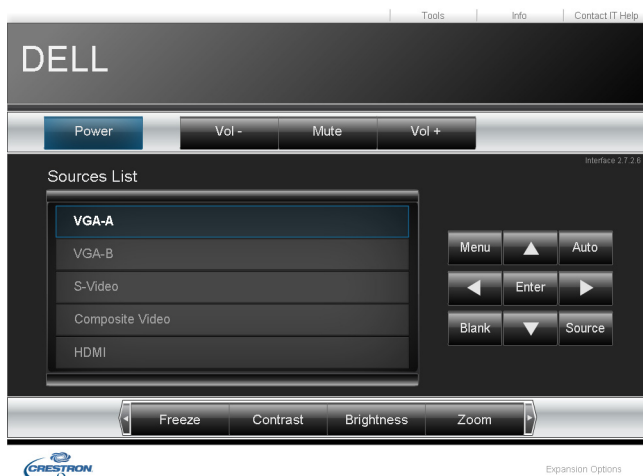 Tools Info Contact IT Help
DELL
Power Vol - Mute Vol +
Interface 2.7.2.6
Sources List
VGA-A
VGA-B
S-Video
Composite Video
HDMI
Menu Auto
Enter
Blank Source
Freeze Contrast Brightness Zoom
CRESTRON
Expansion Options